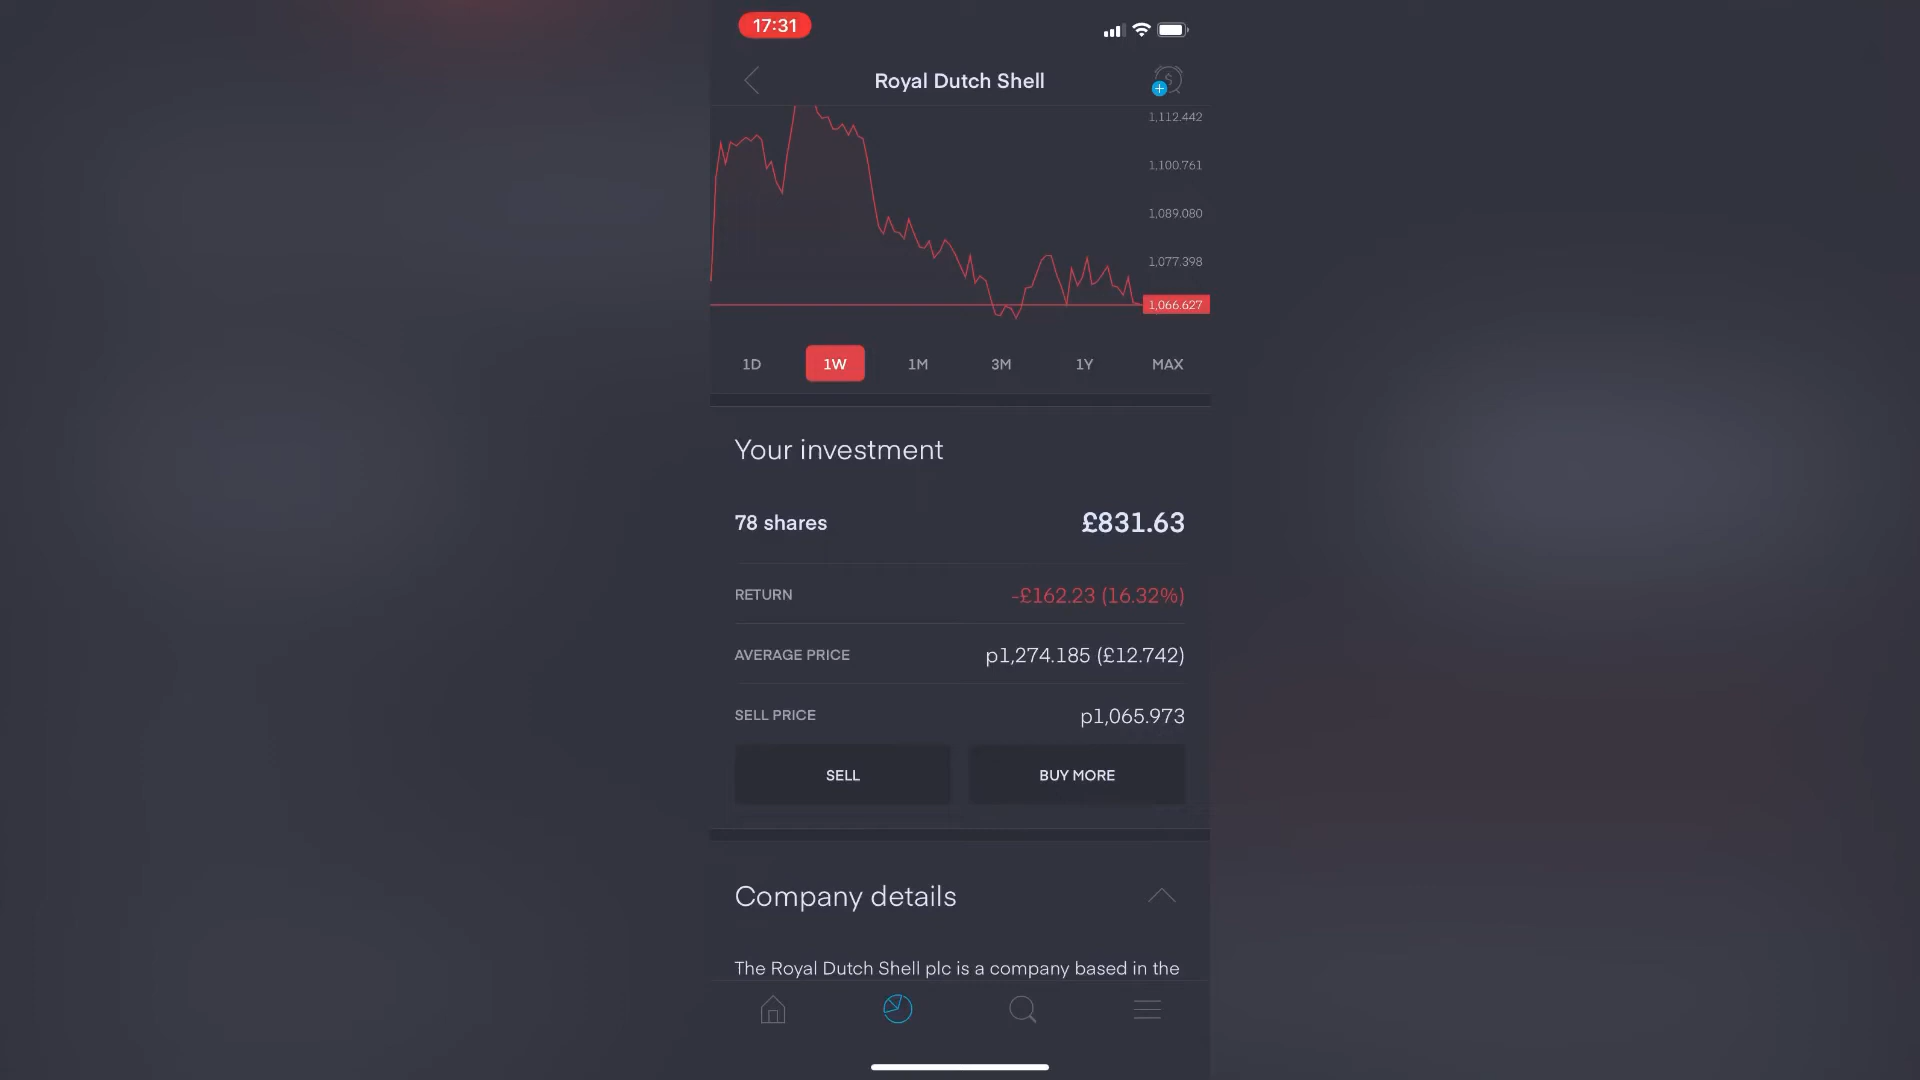 17:31
Royal Dutch Shell
$
1,112.442
1,100.761
1,089.080
1,077.398
1,066.627
1D 1W 1M 3M 1Y MAX
Your investment
78 shares £831.63
RETURN -£162.23 (16.32%)
AVERAGE PRICE p1,274.185 (£12.742)
SELL PRICE p1,065.973
SELL BUY MORE
Company details
The Royal Dutch Shell plc is a company based in the